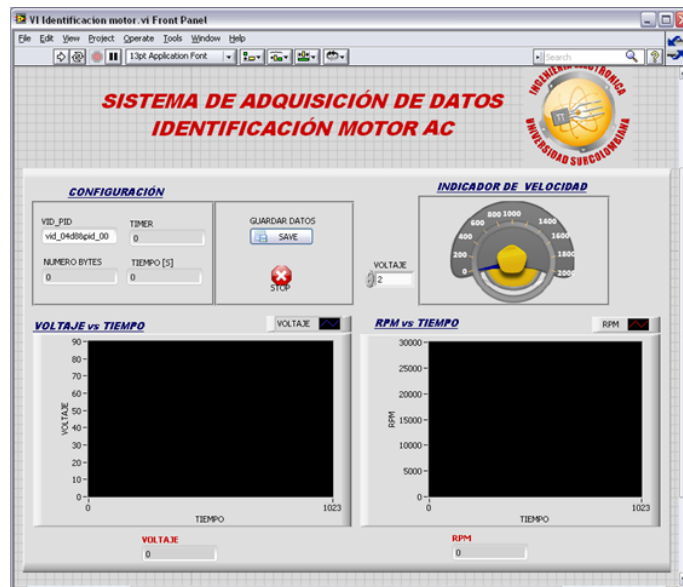 VI Identificacion motor.vi Front Panel
File Edit View Project Operate Tools Window Help
13pt Application Font
Search
SISTEMA DE ADQUISICIÓN DE DATOS
IDENTIFICACIÓN MOTOR AC
INGENIERIA ELECTRONICA
UNIVERSIDAD SURCOLOMBIANA
CONFIGURACIÓN
VID_PID
vid_04d8&pid_00
TIMER
0
NUMERO BYTES
0
TIEMPO [S]
0
GUARDAR DATOS
SAVE
STOP
INDICADOR DE VELOCIDAD
VOLTAJE
2
0
200
400
600
800
1000
1400
1600
1800
2000
VOLTAJE vs TIEMPO
VOLTAJE
90
80
70
60
50
40
30
20
10
0
VOLTAJE
0
1023
TIEMPO
VOLTAJE
0
RPM vs TIEMPO
RPM
30000
25000
20000
15000
10000
5000
0
RPM
0
1023
TIEMPO
RPM
0